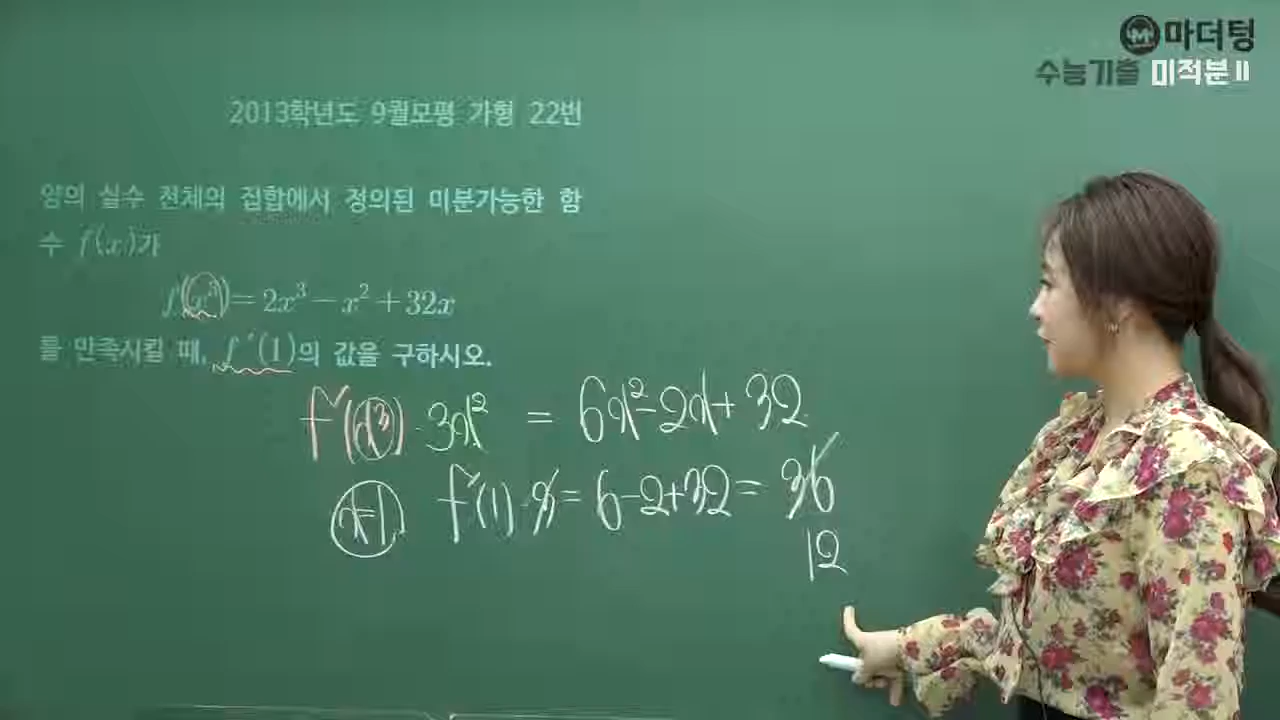 마더텅
수능기출 미적분 II
2013학년도 9월모평 가형 22번
양의 실수 전체의 집합에서 정의된 미분가능한 함
수 f(x)가
f(x³)=2x³-x²+32x
를 만족시킬 때, f'(1)의 값을 구하시오.
f'(x³)·3x² = 6x²-2x+32
x=1 f'(1)·3=6-2+32=36
12